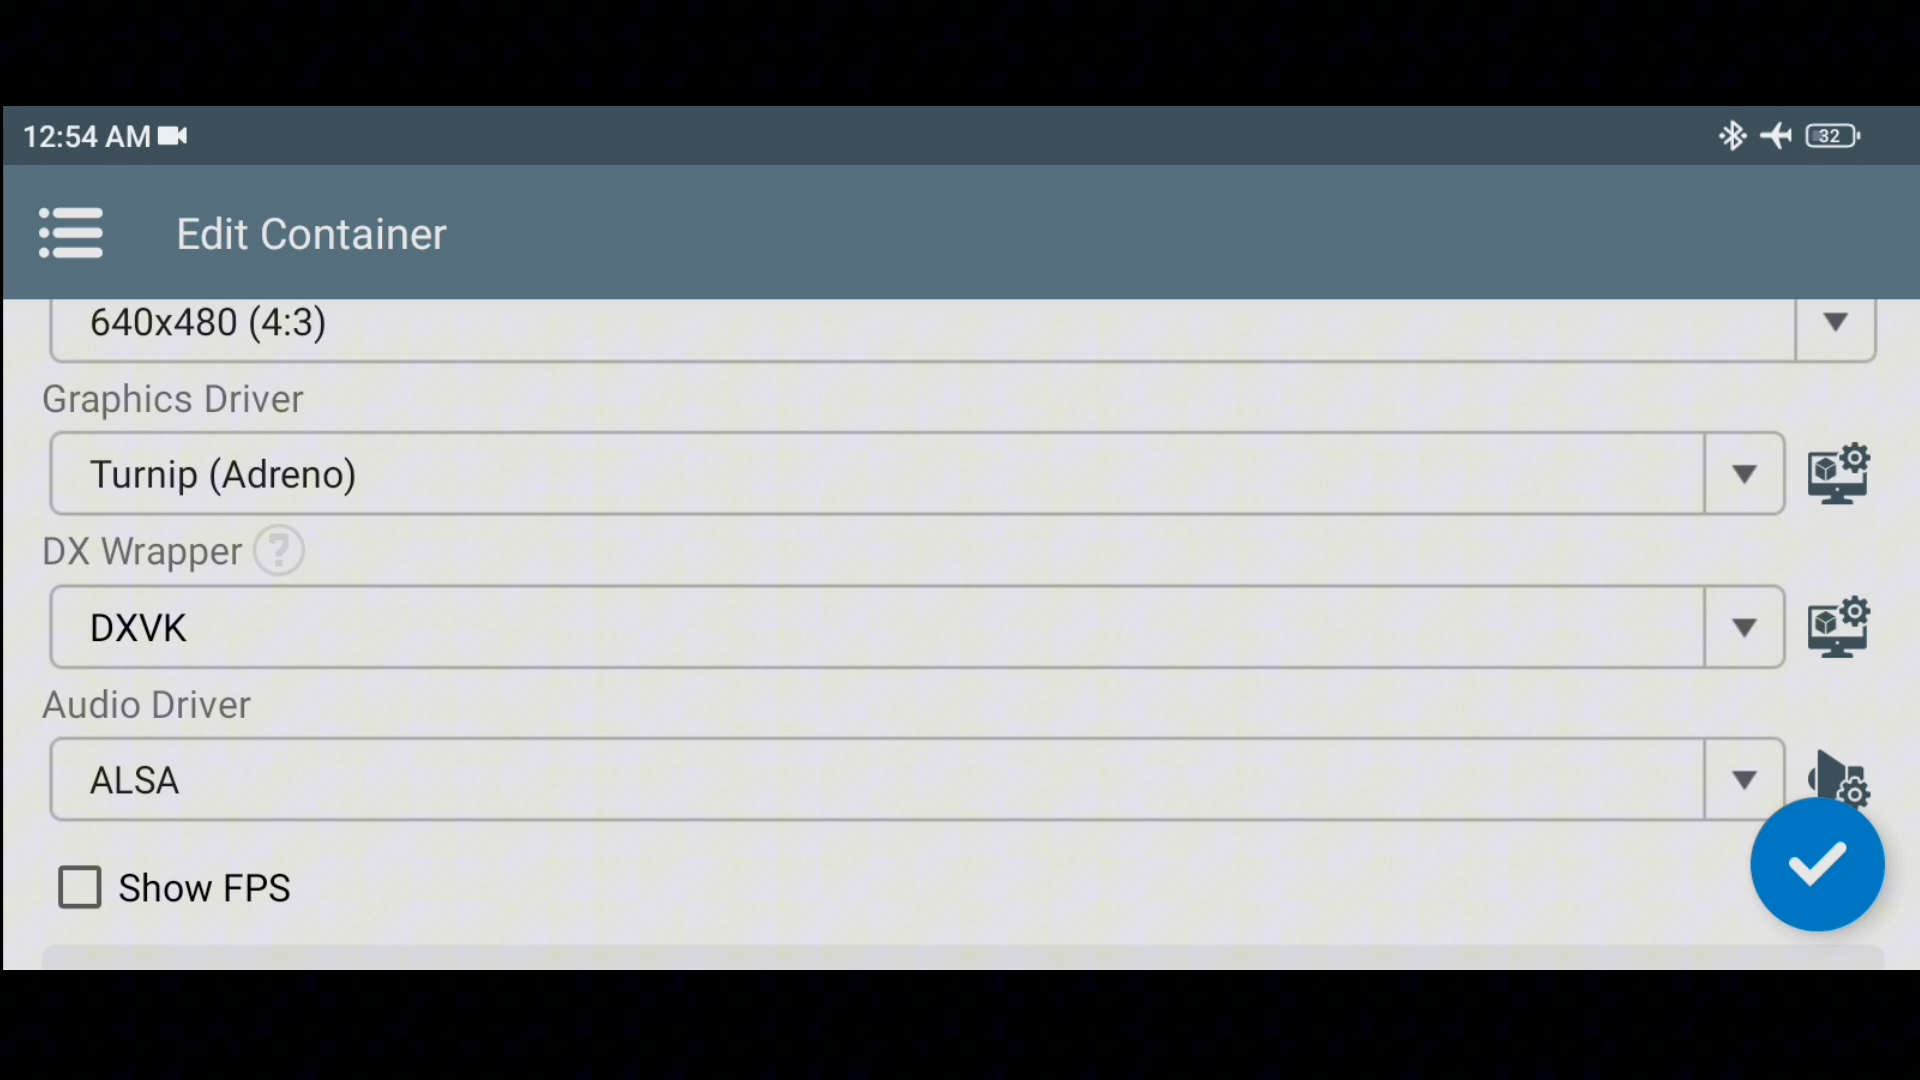 12:54 AM
32
Edit Container
640x480 (4:3)
Graphics Driver
Turnip (Adreno)
DX Wrapper ?
DXVK
Audio Driver
ALSA
Show FPS